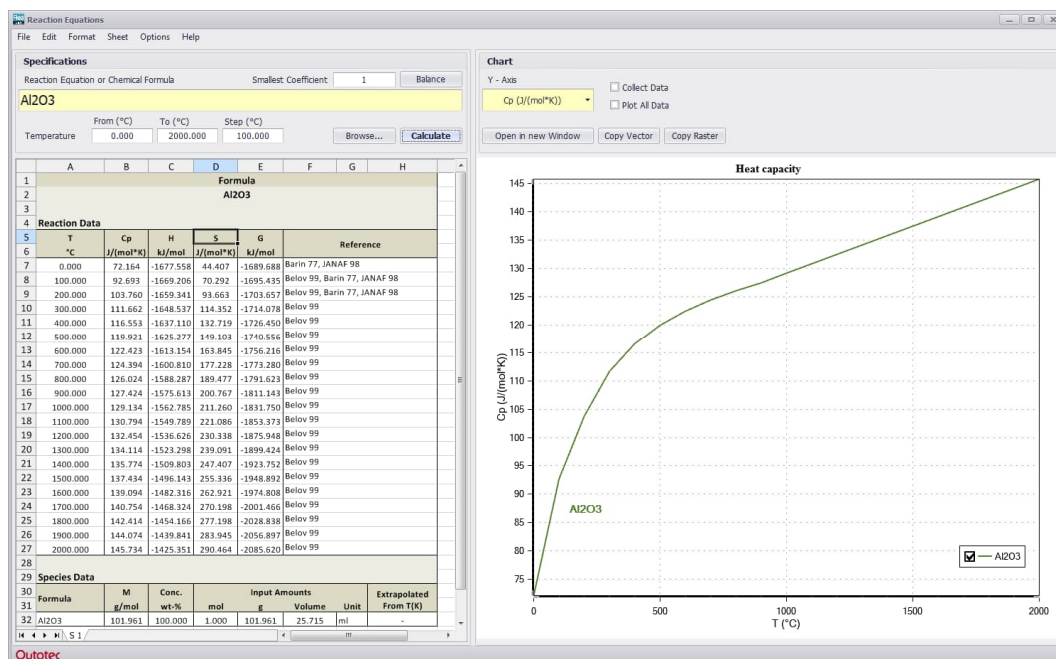 Reaction Equations
File Edit Format Sheet Options Help
Specifications
Reaction Equation or Chemical Formula Smallest Coefficient 1 Balance
Al2O3
From (°C) To (°C) Step (°C)
Temperature 0.000 2000.000 100.000 Browse... Calculate
A B C D E F G H
1 Formula
2 Al2O3
3
4 Reaction Data
5 T Cp H S G Reference
6 °C J/(mol*K) kJ/mol J/(mol*K) kJ/mol
7 0.000 72.164 -1677.558 44.407 -1689.688 Barin 77, JANAF 98
8 100.000 92.693 -1669.206 70.292 -1695.435 Belov 99, Barin 77, JANAF 98
9 200.000 103.760 -1659.341 93.663 -1703.657 Belov 99, Barin 77, JANAF 98
10 300.000 111.662 -1648.537 114.352 -1714.078 Belov 99
11 400.000 116.553 -1637.110 132.719 -1726.450 Belov 99
12 500.000 119.921 -1625.277 149.103 -1740.556 Belov 99
13 600.000 122.423 -1613.154 163.845 -1756.216 Belov 99
14 700.000 124.394 -1600.810 177.228 -1773.280 Belov 99
15 800.000 126.024 -1588.287 189.477 -1791.623 Belov 99
16 900.000 127.424 -1575.613 200.767 -1811.143 Belov 99
17 1000.000 129.134 -1562.785 211.260 -1831.750 Belov 99
18 1100.000 130.794 -1549.789 221.086 -1853.373 Belov 99
19 1200.000 132.454 -1536.626 230.338 -1875.948 Belov 99
20 1300.000 134.114 -1523.298 239.091 -1899.424 Belov 99
21 1400.000 135.774 -1509.803 247.407 -1923.752 Belov 99
22 1500.000 137.434 -1496.143 255.336 -1948.892 Belov 99
23 1600.000 139.094 -1482.316 262.921 -1974.808 Belov 99
24 1700.000 140.754 -1468.324 270.198 -2001.466 Belov 99
25 1800.000 142.414 -1454.166 277.198 -2028.838 Belov 99
26 1900.000 144.074 -1439.841 283.945 -2056.897 Belov 99
27 2000.000 145.734 -1425.351 290.464 -2085.620 Belov 99
28
29 Species Data
30 Formula M Conc. Input Amounts Extrapolated
31 g/mol wt-% mol g Volume Unit From T(K)
32 Al2O3 101.961 100.000 1.000 101.961 25.715 ml -
S 1
Outotec
Chart
Y - Axis
Cp (J/(mol*K))
Collect Data
Plot All Data
Open in new Window Copy Vector Copy Raster
Heat capacity
145
140
135
130
125
120
115
110
105
100
95
90
85
80
75
Cp (J/(mol*K))
Al2O3
Al2O3
0 500 1000 1500 2000
T (°C)